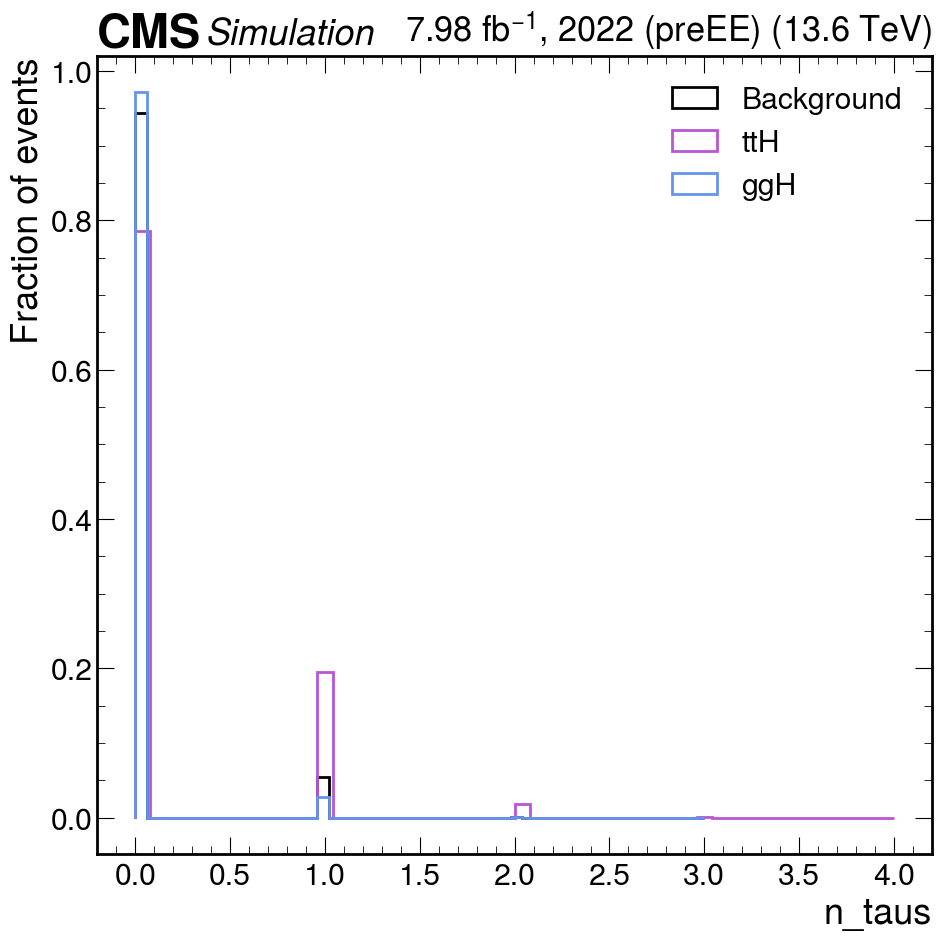 CMS Simulation 7.98 fb⁻¹, 2022 (preEE) (13.6 TeV)
Fraction of events
1.0
0.8
0.6
0.4
0.2
0.0
Background
ttH
ggH
0.0 0.5 1.0 1.5 2.0 2.5 3.0 3.5 4.0
n_taus